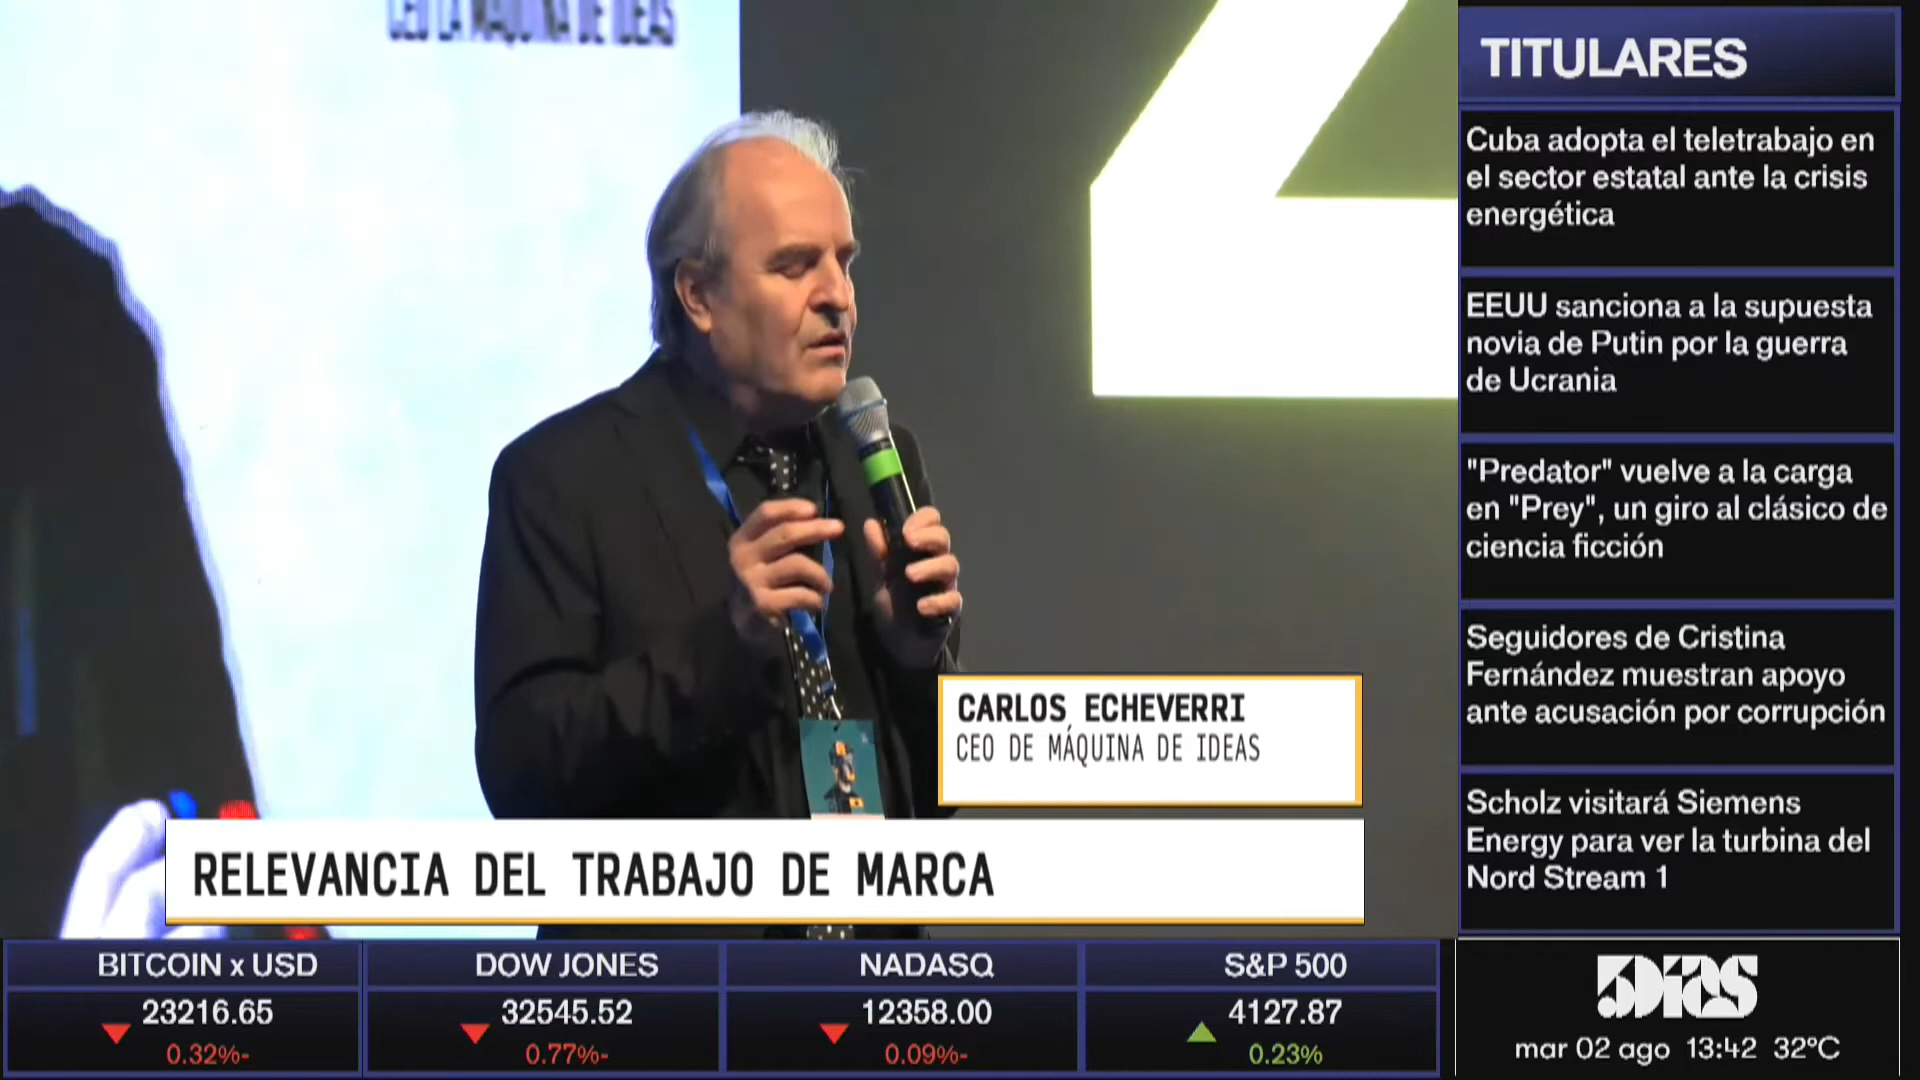 CEO LA MAQUINA DE IDEAS
CARLOS ECHEVERRI
CEO DE MÁQUINA DE IDEAS
RELEVANCIA DEL TRABAJO DE MARCA
TITULARES
Cuba adopta el teletrabajo en
el sector estatal ante la crisis
energética
EEUU sanciona a la supuesta
novia de Putin por la guerra
de Ucrania
"Predator" vuelve a la carga
en "Prey", un giro al clásico de
ciencia ficción
Seguidores de Cristina
Fernández muestran apoyo
ante acusación por corrupción
Scholz visitará Siemens
Energy para ver la turbina del
Nord Stream 1
BITCOIN x USD
23216.65
0.32%-
DOW JONES
32545.52
0.77%-
NADASQ
12358.00
0.09%-
S&P 500
4127.87
0.23%
5Días
mar 02 ago 13:42 32°C